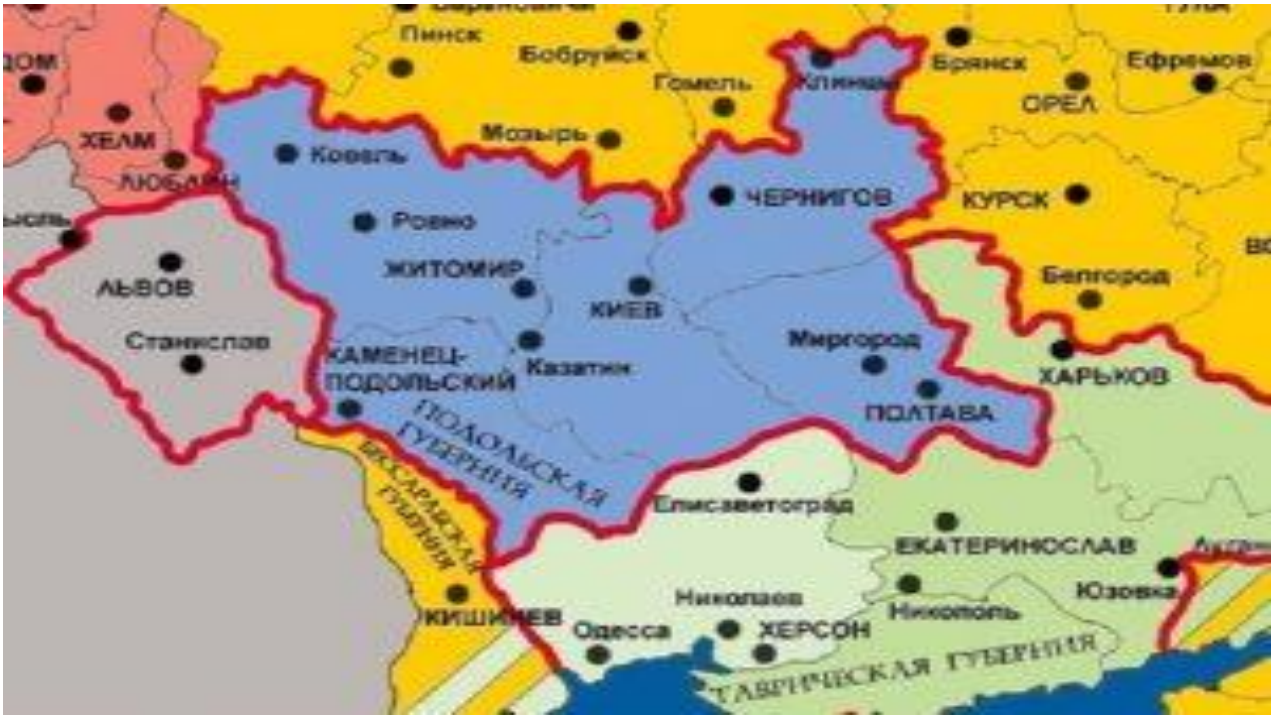 Пинск
Бобруйск
Гомель
Клинцы
Брянск
Ефремов
ОРЕЛ
ХЕЛМ
Мозырь
Ковель
ЛЮБЛИН
ЧЕРНИГОВ
КУРСК
Ровно
ЛЬВОВ
ЖИТОМИР
КИЕВ
Белгород
Станислав
КАМЕНЕЦ-
ПОДОЛЬСКИЙ
Казатин
Миргород
ХАРЬКОВ
ПОЛТАВА
ПОДОЛЬСКАЯ
ГУБЕРНИЯ
БЕССАРАБСКАЯ
ГУБЕРНИЯ
Елисаветоград
ЕКАТЕРИНОСЛАВ
Юзовка
КИШИНЕВ
Николаев
Никополь
Одесса
ХЕРСОН
ТАВРИЧЕСКАЯ ГУБЕРНИЯ